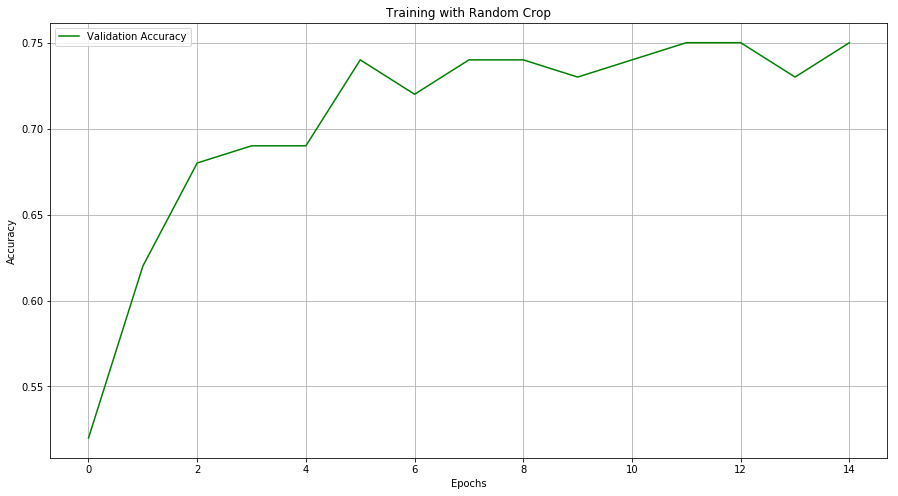 Training with Random Crop
Validation Accuracy
0.75
0.70
0.65
0.60
0.55
Accuracy
0 2 4 6 8 10 12 14
Epochs